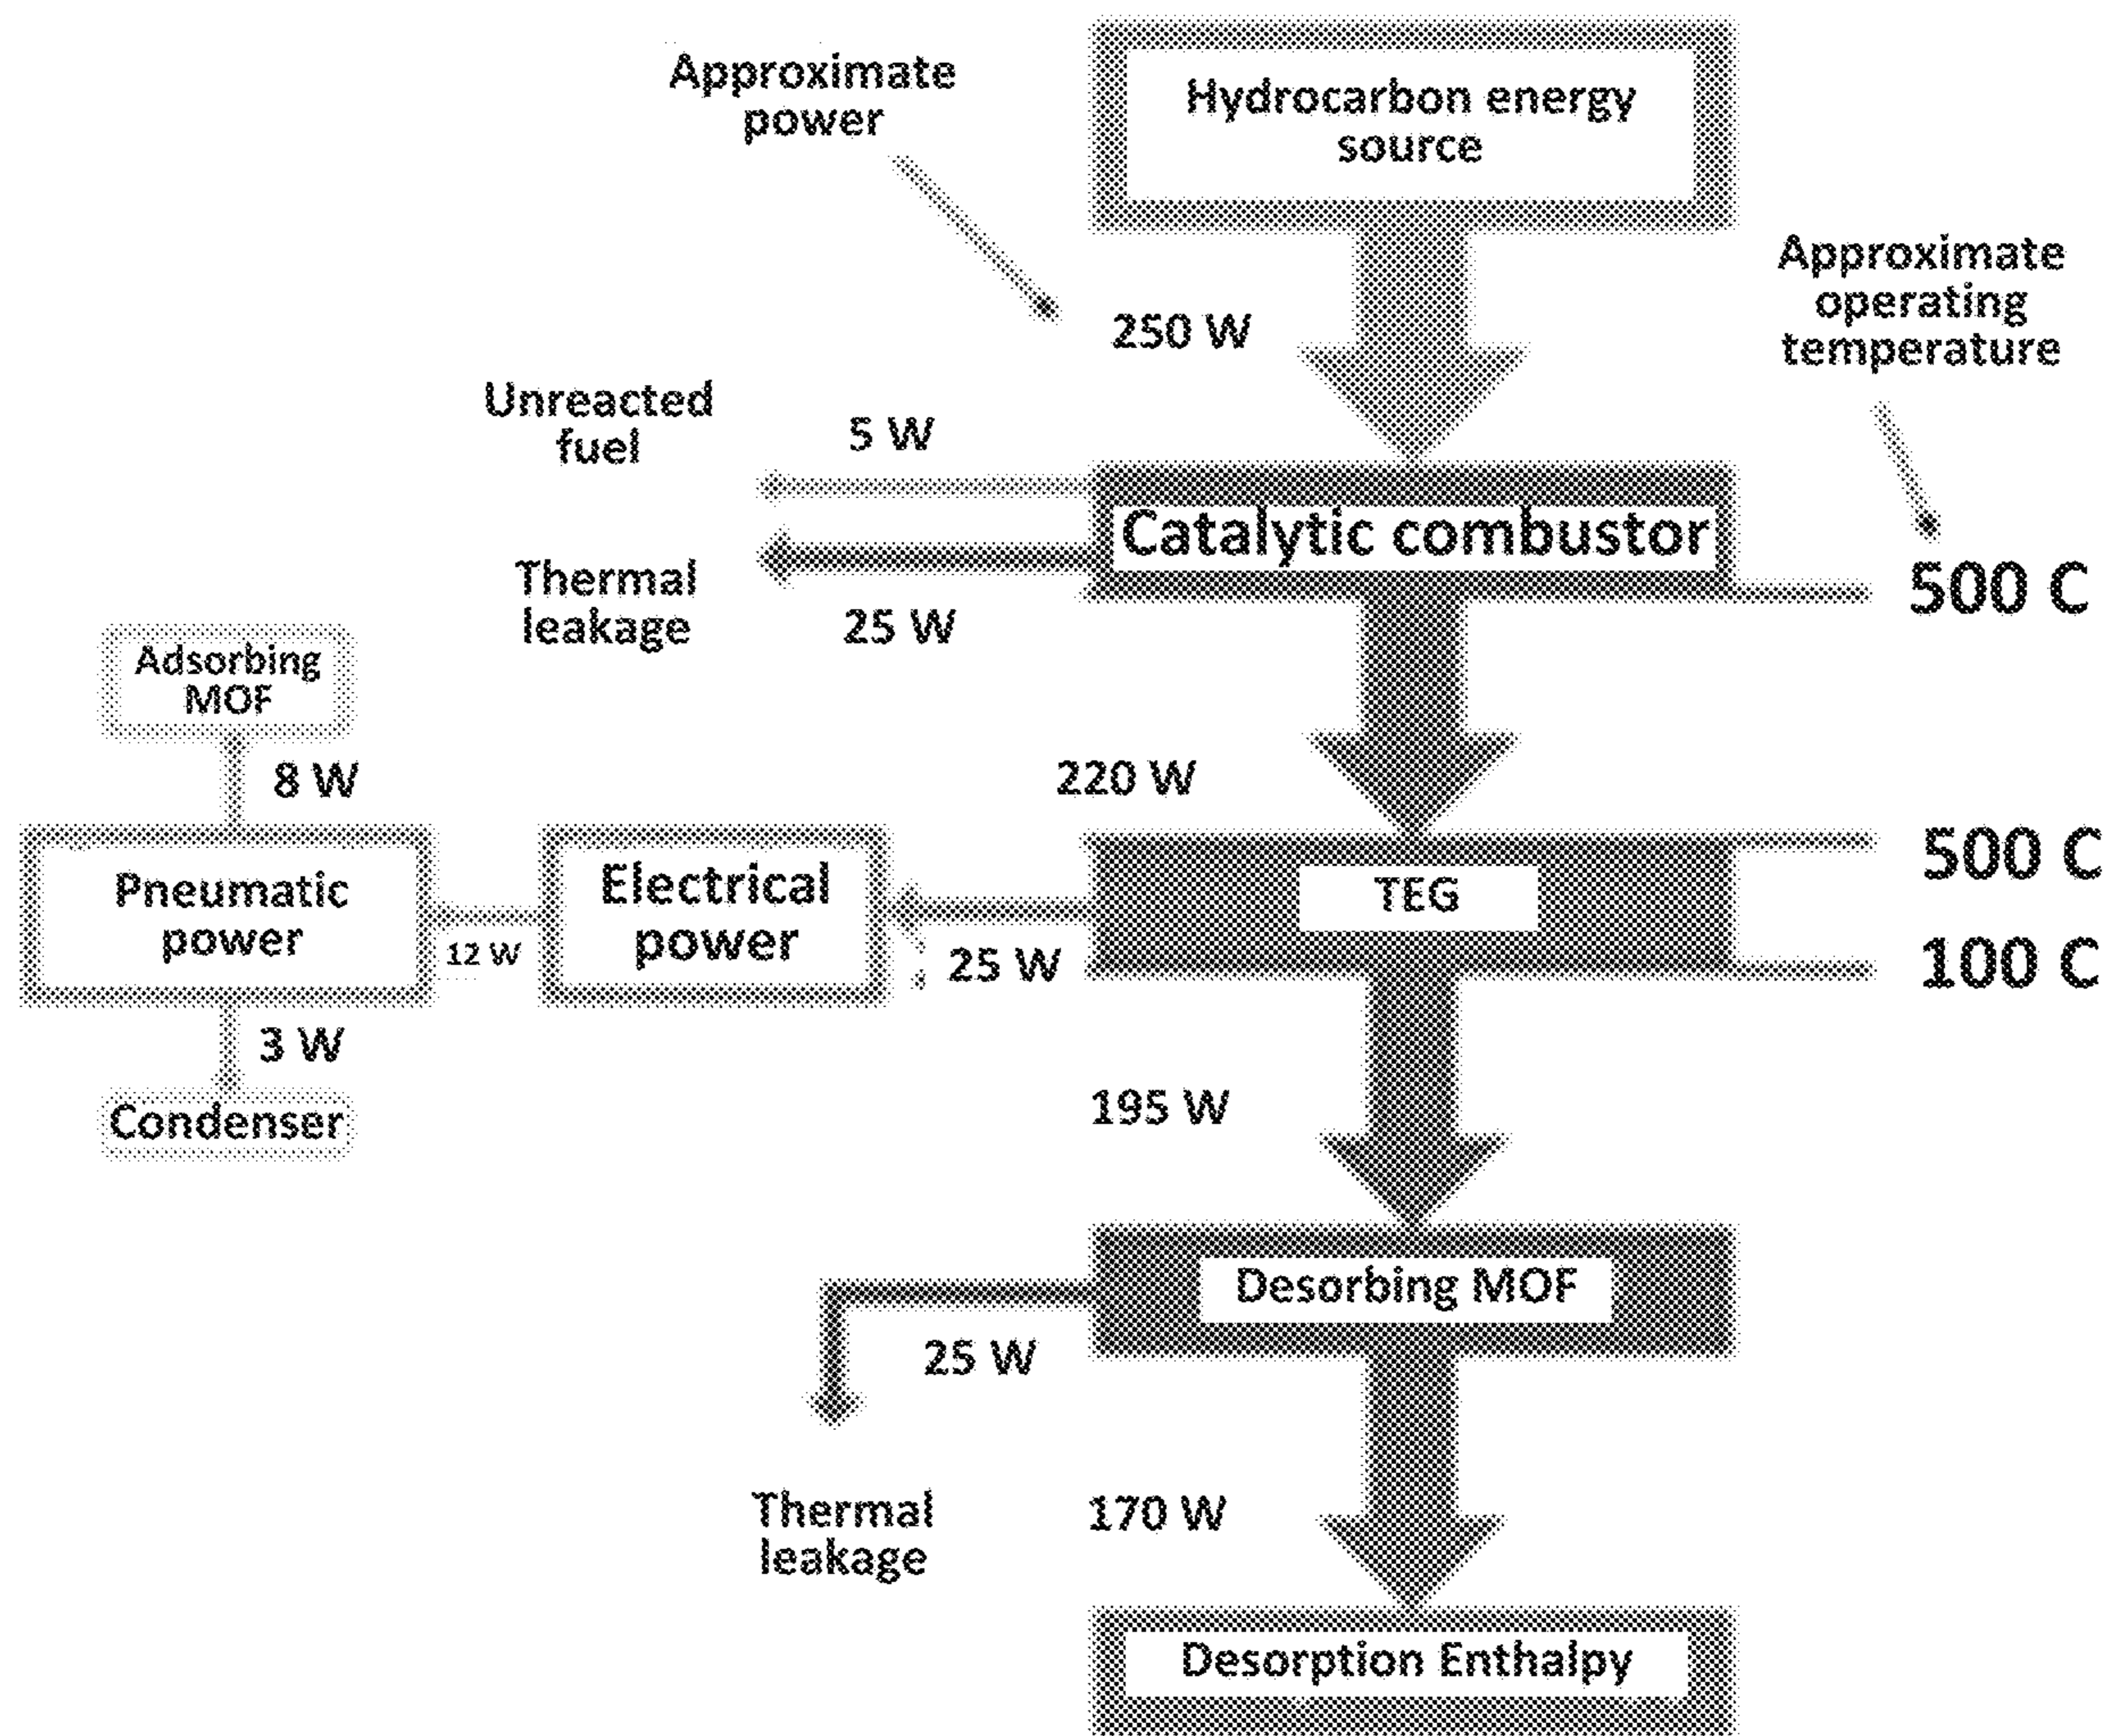 Approximate
power
Hydrocarbon energy
source
Approximate
operating
temperature
250 W
Unreacted
fuel
5 W
Catalytic combustor
Thermal
leakage
25 W
500 C
Adsorbing
MOF
8 W
220 W
Pneumatic
power
12 W
Electrical
power
25 W
TEG
500 C
100 C
3 W
Condenser
195 W
Desorbing MOF
25 W
Thermal
leakage
170 W
Desorption Enthalpy